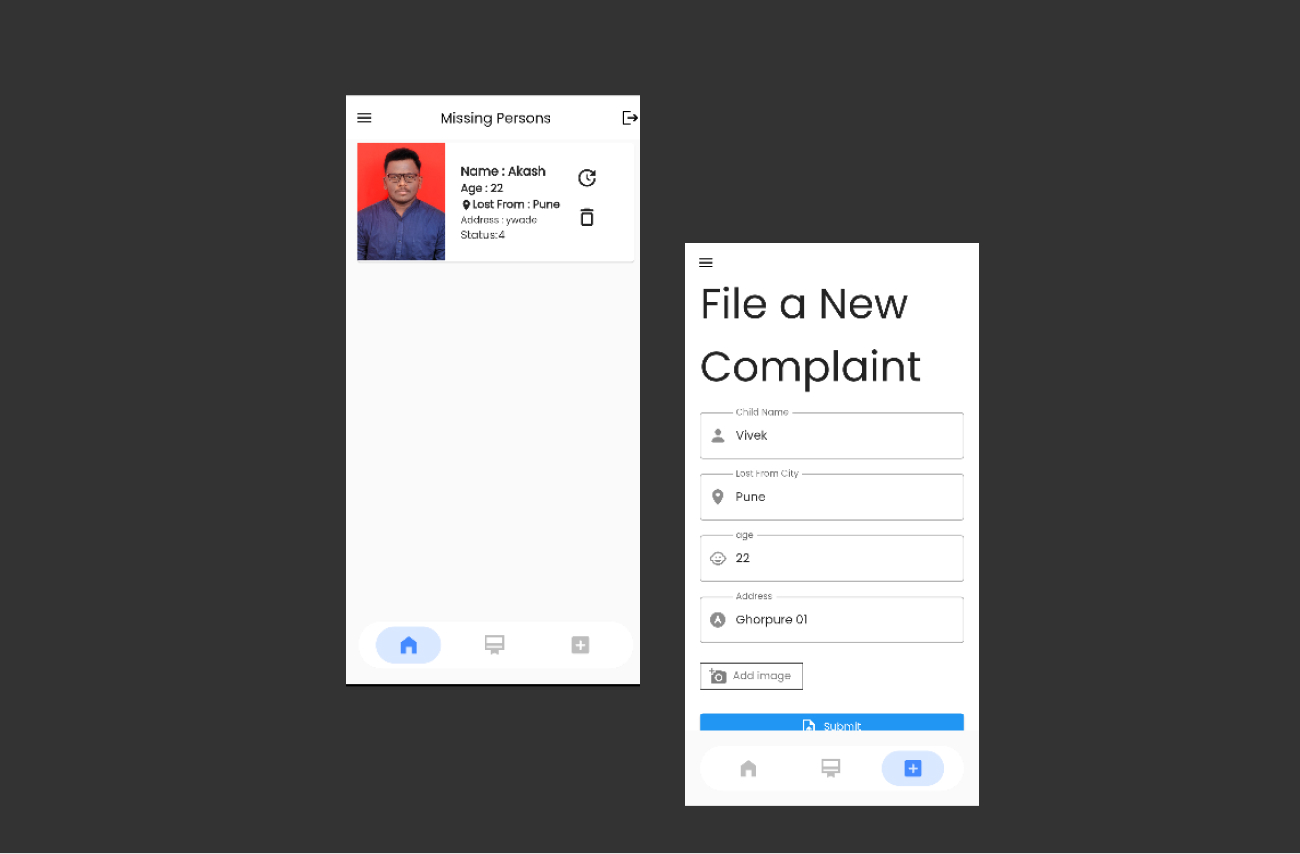 Missing Persons
Name : Akash
Age : 22
Lost From : Pune
Address : ywade
Status:4
File a New
Complaint
Child Name
Vivek
Lost From City
Pune
age
22
Address
Ghorpure 01
Add image
Submit